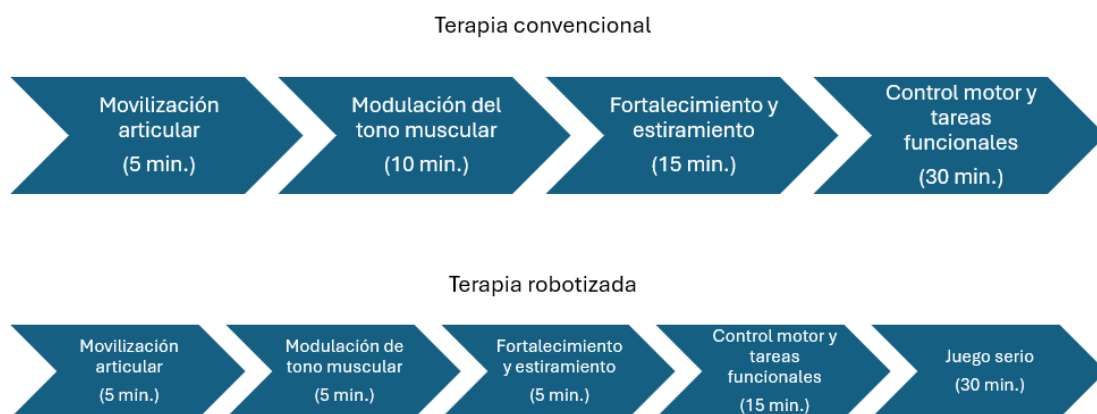 Terapia convencional
Movilización
articular
(5 min.)
Modulación del
tono muscular
(10 min.)
Fortalecimiento y
estiramiento
(15 min.)
Control motor y
tareas
funcionales
(30 min.)
Terapia robotizada
Movilización
articular
(5 min.)
Modulación de
tono muscular
(5 min.)
Fortalecimiento
y estiramiento
(5 min.)
Control motor y
tareas
funcionales
(15 min.)
Juego serio
(30 min.)